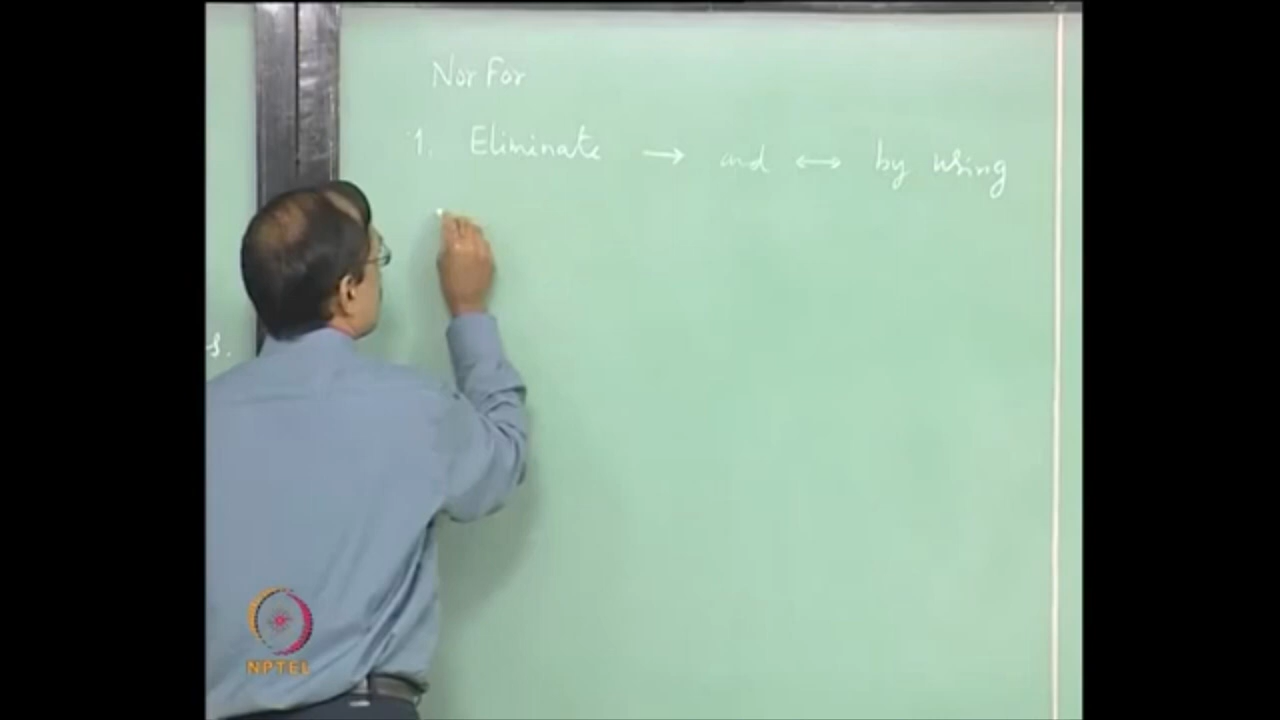 Nor For
1. Eliminate → and ↔ by using
s.
NPTEL